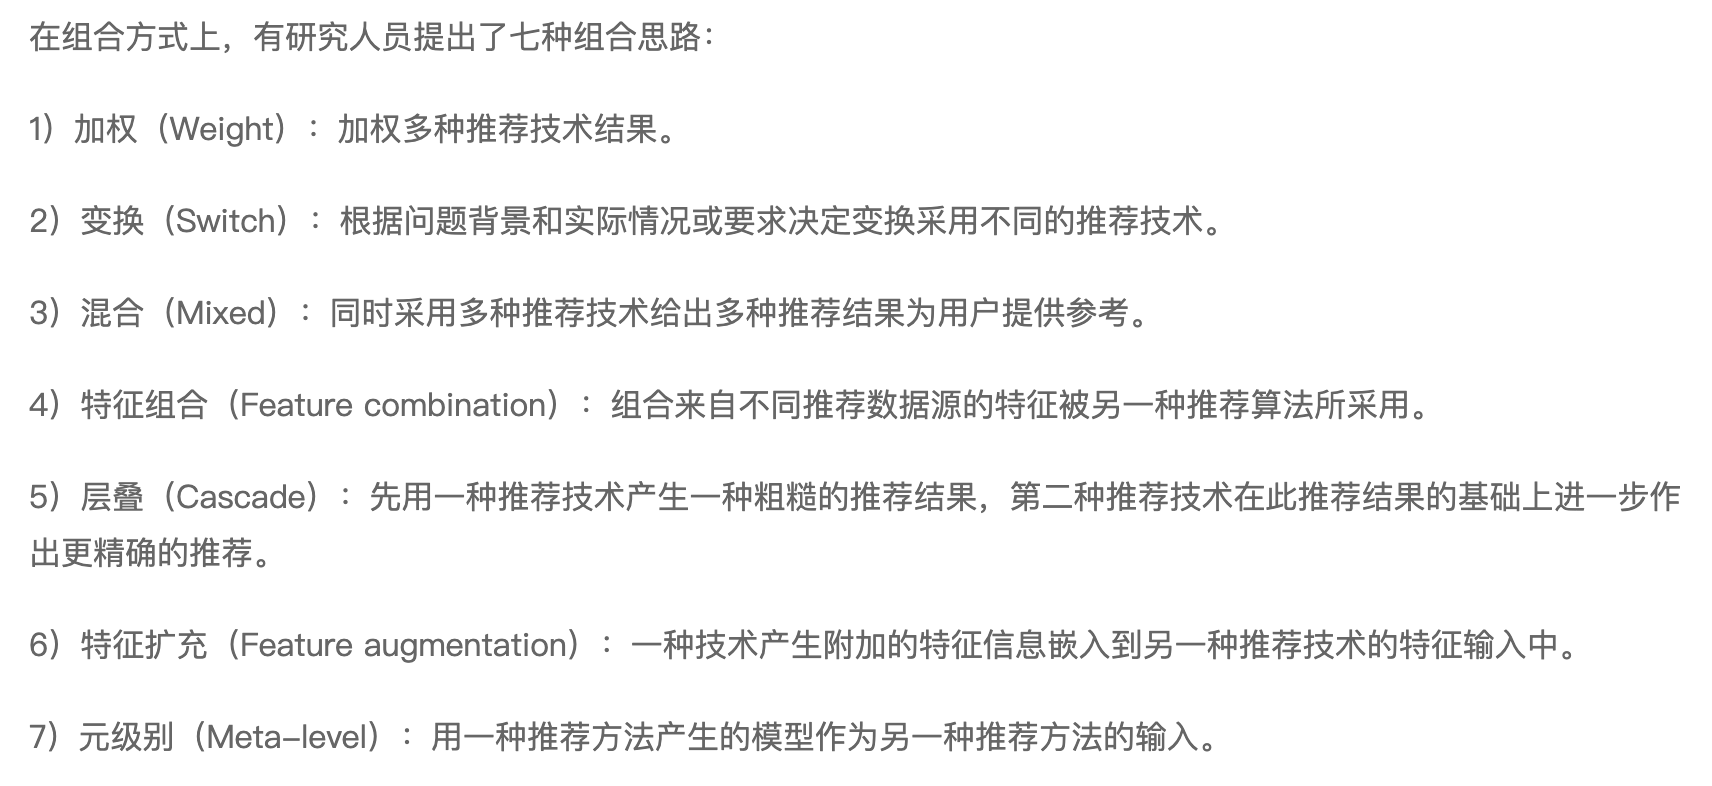 在组合方式上，有研究人员提出了七种组合思路：
1）加权（Weight）：加权多种推荐技术结果。
2）变换（Switch）：根据问题背景和实际情况或要求决定变换采用不同的推荐技术。
3）混合（Mixed）：同时采用多种推荐技术给出多种推荐结果为用户提供参考。
4）特征组合（Feature combination）：组合来自不同推荐数据源的特征被另一种推荐算法所采用。
5）层叠（Cascade）：先用一种推荐技术产生一种粗糙的推荐结果，第二种推荐技术在此推荐结果的基础上进一步作
出更精确的推荐。
6）特征扩充（Feature augmentation）：一种技术产生附加的特征信息嵌入到另一种推荐技术的特征输入中。
7）元级别（Meta-level）：用一种推荐方法产生的模型作为另一种推荐方法的输入。